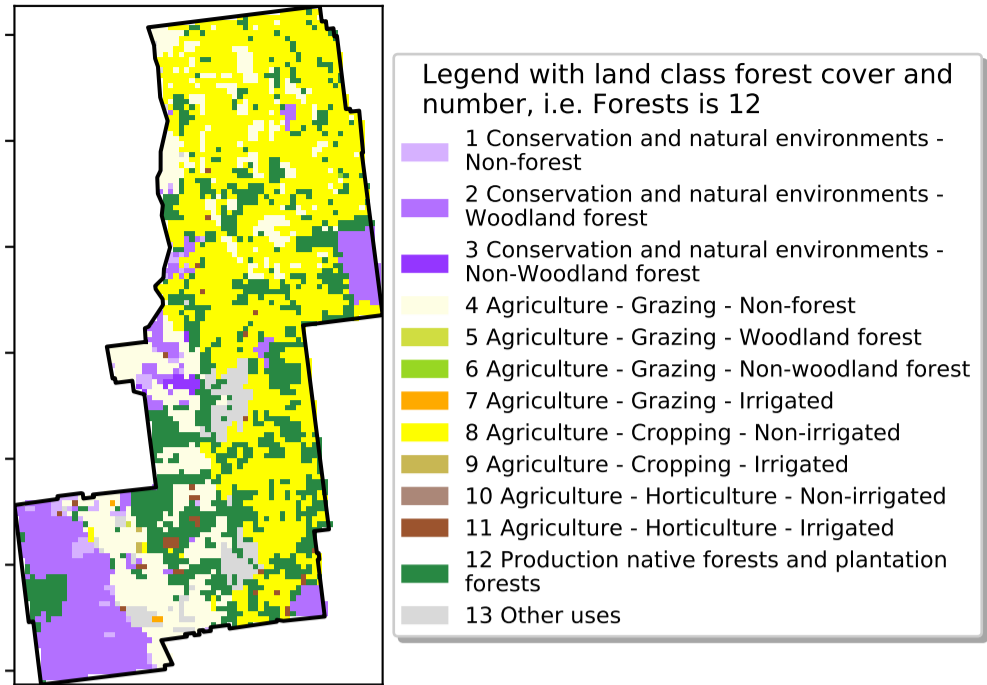 Legend with land class forest cover and
number, i.e. Forests is 12
1 Conservation and natural environments -
Non-forest
2 Conservation and natural environments -
Woodland forest
3 Conservation and natural environments -
Non-Woodland forest
4 Agriculture - Grazing - Non-forest
5 Agriculture - Grazing - Woodland forest
6 Agriculture - Grazing - Non-woodland forest
7 Agriculture - Grazing - Irrigated
8 Agriculture - Cropping - Non-irrigated
9 Agriculture - Cropping - Irrigated
10 Agriculture - Horticulture - Non-irrigated
11 Agriculture - Horticulture - Irrigated
12 Production native forests and plantation
forests
13 Other uses